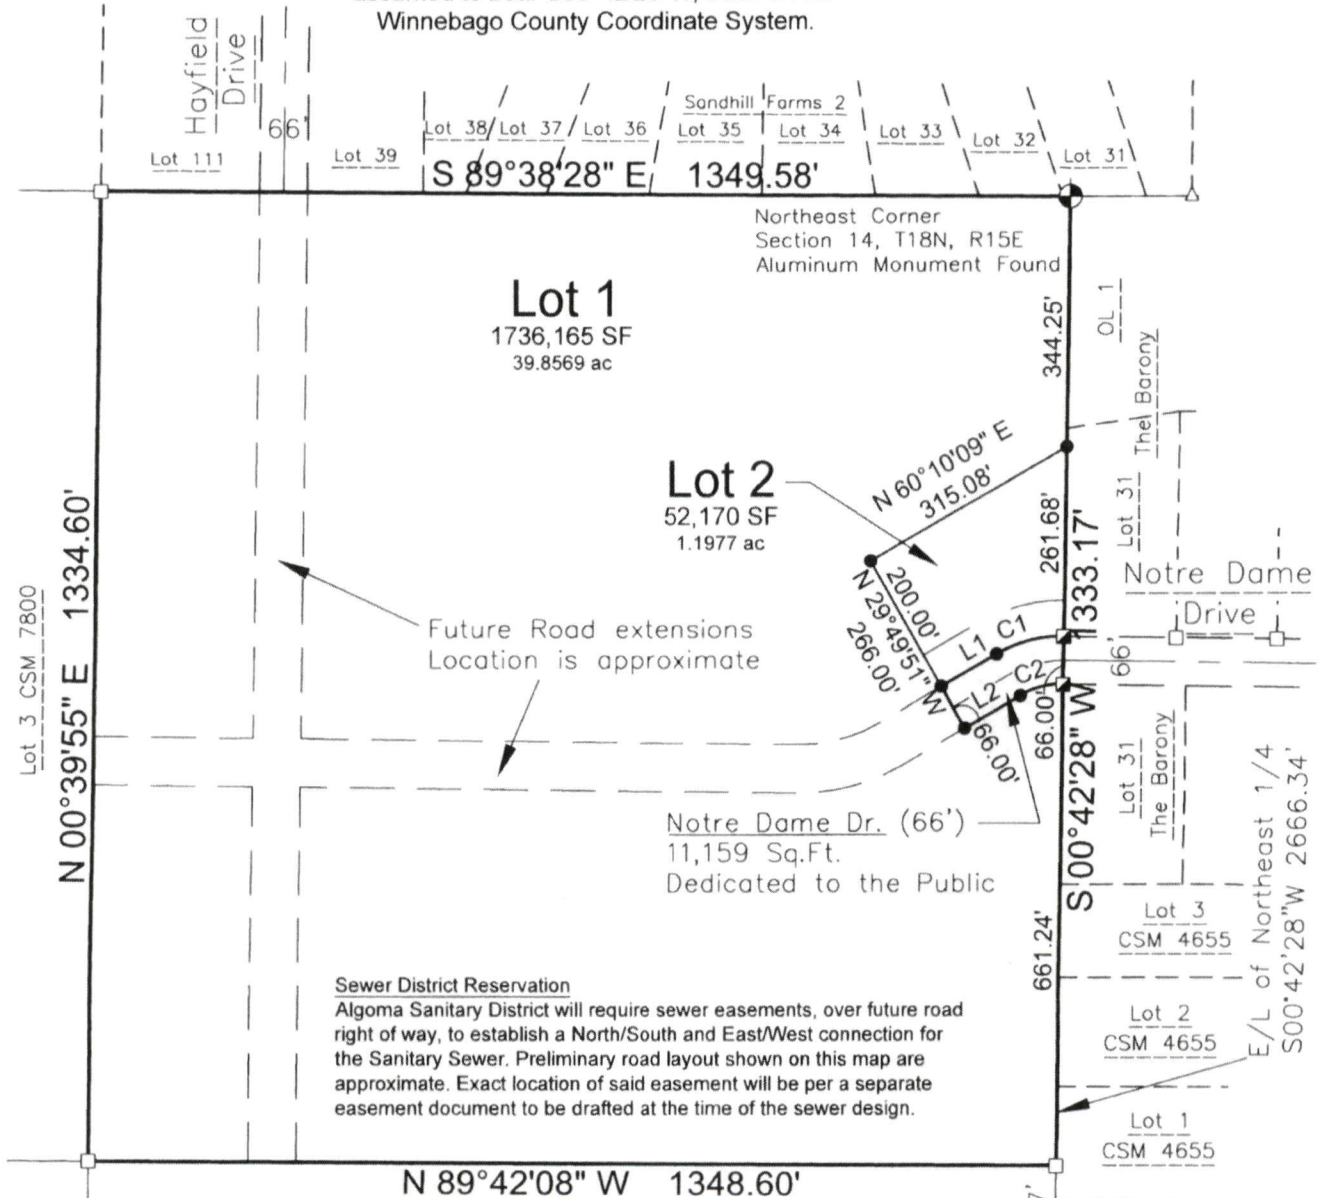 Winnebago County Coordinate System.
Hayfield
Drive
66'
Sandhill Farms 2
Lot 111
Lot 39
Lot 38
Lot 37
Lot 36
Lot 35
Lot 34
Lot 33
Lot 32
Lot 31
S 89°38'28" E 1349.58'
Northeast Corner
Section 14, T18N, R15E
Aluminum Monument Found
Lot 1
1736,165 SF
39.8569 ac
344.25'
OL 1
The Barony
Lot 2
52,170 SF
1.1977 ac
N 60°10'09" E
315.08'
261.68'
Lot 31
1333.17'
S 00°42'28" W
Notre Dame
Drive
66'
200.00'
N 29°49'51" W
266.00'
L1
C1
L2
C2
66.00'
66.00'
Future Road extensions
Location is approximate
N 00°39'55" E 1334.60'
Lot 3 CSM 7800
Lot 31
The Barony
Notre Dame Dr. (66')
11,159 Sq.Ft.
Dedicated to the Public
E/L of Northeast 1/4
S00°42'28"W 2666.34'
661.24'
Lot 3
CSM 4655
Lot 2
CSM 4655
Lot 1
CSM 4655
Sewer District Reservation
Algoma Sanitary District will require sewer easements, over future road
right of way, to establish a North/South and East/West connection for
the Sanitary Sewer. Preliminary road layout shown on this map are
approximate. Exact location of said easement will be per a separate
easement document to be drafted at the time of the sewer design.
N 89°42'08" W 1348.60'